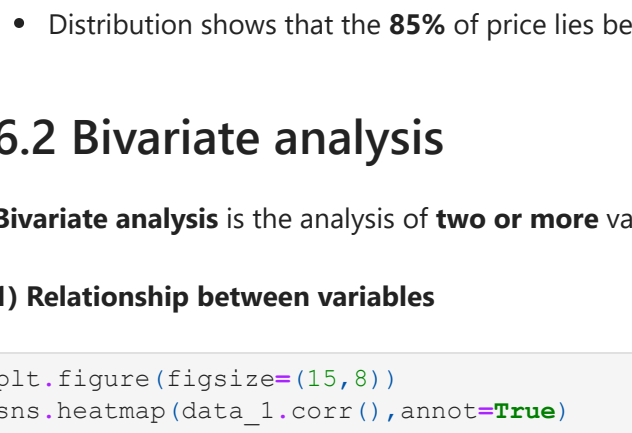 • Distribution shows that the 85% of price lies be
6.2 Bivariate analysis
Bivariate analysis is the analysis of two or more va
1) Relationship between variables
plt.figure(figsize=(15,8))
sns.heatmap(data_1.corr(),annot=True)